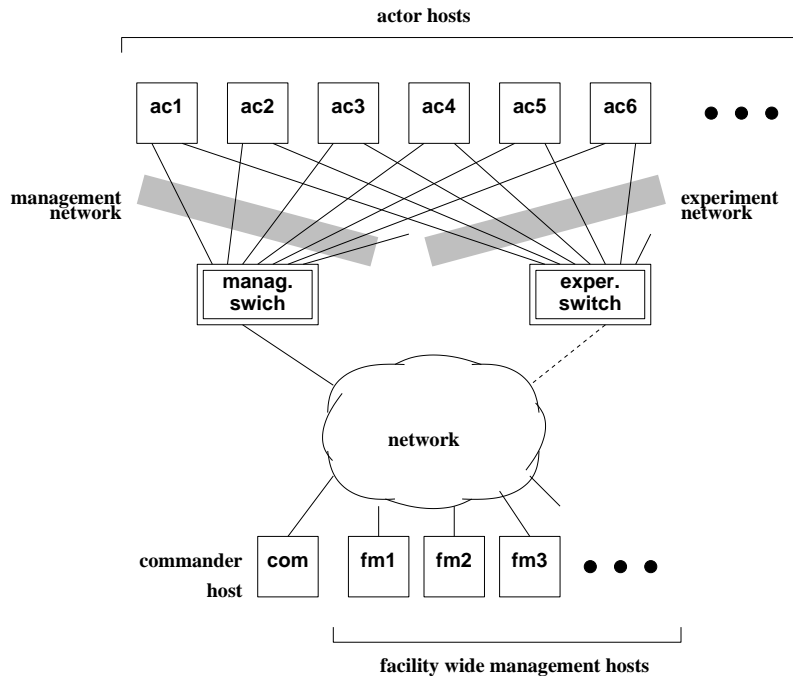 actor hosts
ac1
ac2
ac3
ac4
ac5
ac6
management
network
experiment
network
manag.
swich
exper.
switch
network
commander
host
com
fm1
fm2
fm3
facility wide management hosts